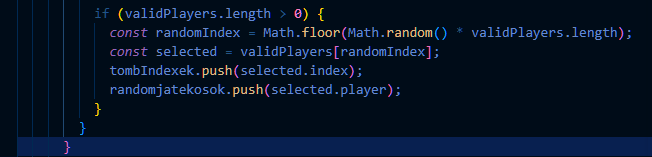 if (validPlayers.length > 0) {
const randomIndex = Math.floor(Math.random() * validPlayers.length);
const selected = validPlayers[randomIndex];
tombIndexek.push(selected.index);
randomjatekosok.push(selected.player);
}
}
}